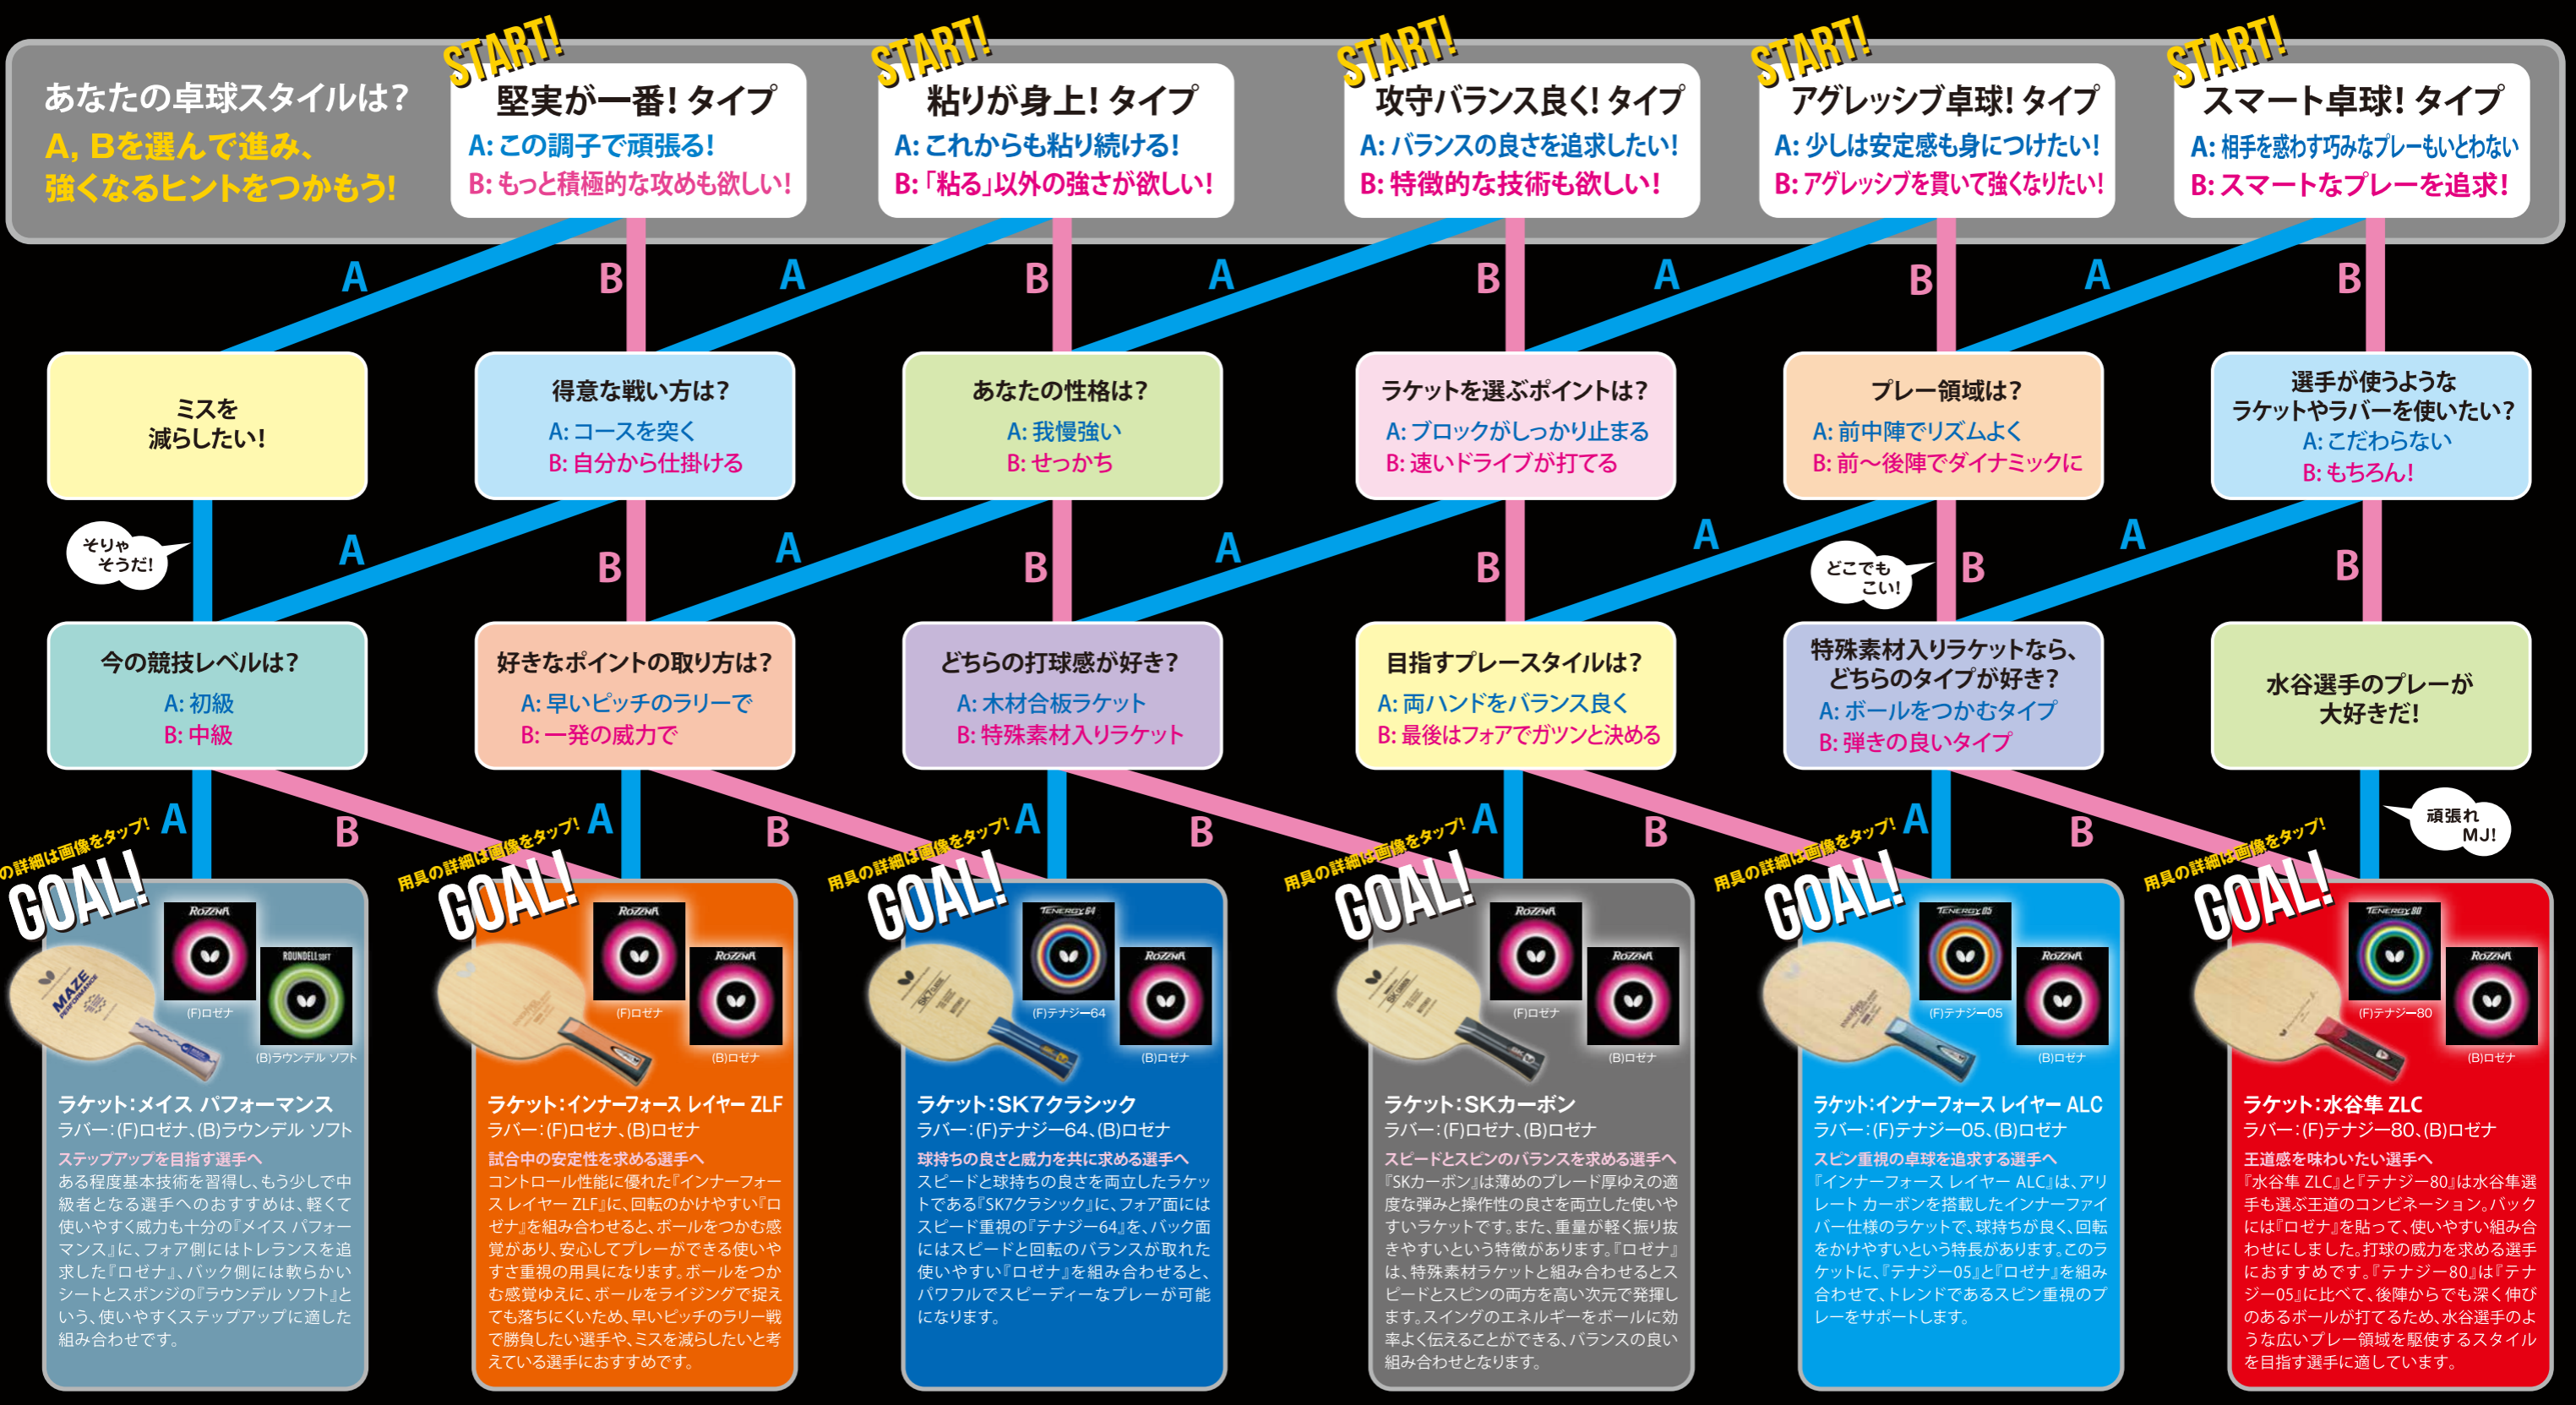 あなたの卓球スタイルは?
A, Bを選んで進み、
強くなるヒントをつかもう!
START!
堅実が一番! タイプ
A: この調子で頑張る!
B: もっと積極的な攻めも欲しい!
START!
粘りが身上! タイプ
A: これからも粘り続ける!
B: 「粘る」以外の強さが欲しい!
START!
攻守バランス良く! タイプ
A: バランスの良さを追求したい!
B: 特徴的な技術も欲しい!
START!
アグレッシブ卓球! タイプ
A: 少しは安定感も身につけたい!
B: アグレッシブを貫いて強くなりたい!
START!
スマート卓球! タイプ
A: 相手を惑わす巧みなプレーもいとわない
B: スマートなプレーを追求!
A
B
A
B
A
B
A
B
A
B
ミスを
減らしたい!
得意な戦い方は?
A: コースを突く
B: 自分から仕掛ける
あなたの性格は?
A: 我慢強い
B: せっかち
ラケットを選ぶポイントは?
A: ブロックがしっかり止まる
B: 速いドライブが打てる
プレー領域は?
A: 前中陣でリズムよく
B: 前〜後陣でダイナミックに
選手が使うような
ラケットやラバーを使いたい?
A: こだわらない
B: もちろん!
そりゃ
そうだ!
A
B
A
B
A
B
A
どこでも
こい!
B
A
B
今の競技レベルは?
A: 初級
B: 中級
好きなポイントの取り方は?
A: 早いピッチのラリーで
B: 一発の威力で
どちらの打球感が好き?
A: 木材合板ラケット
B: 特殊素材入りラケット
目指すプレースタイルは?
A: 両ハンドをバランス良く
B: 最後はフォアでガツンと決める
特殊素材入りラケットなら、
どちらのタイプが好き?
A: ボールをつかむタイプ
B: 弾きの良いタイプ
水谷選手のプレーが
大好きだ!
A
B
A
B
A
B
A
B
A
B
頑張れ
MJ!
の詳細は画像をタップ!
GOAL!
ROZENA
(F)ロゼナ
ROUNDELL SOFT
(B)ラウンデル ソフト
MAZE
PERFORMANCE
ラケット:メイス パフォーマンス
ラバー:(F)ロゼナ、(B)ラウンデル ソフト
ステップアップを目指す選手へ
ある程度基本技術を習得し、もう少しで中
級者となる選手へのおすすめは、軽くて
使いやすく威力も十分の『メイス パフォー
マンス』に、フォア側にはトレランスを追
求した『ロゼナ』、バック側には軟らかい
シートとスポンジの『ラウンデル ソフト』と
いう、使いやすくステップアップに適した
組み合わせです。
用具の詳細は画像をタップ!
GOAL!
ROZENA
(F)ロゼナ
ROZENA
(B)ロゼナ
ラケット:インナーフォース レイヤー ZLF
ラバー:(F)ロゼナ、(B)ロゼナ
試合中の安定性を求める選手へ
コントロール性能に優れた『インナーフォー
ス レイヤー ZLF』に、回転のかけやすい『ロ
ゼナ』を組み合わせると、ボールをつかむ感
覚があり、安心してプレーができる使いや
すさ重視の用具になります。ボールをつか
む感覚ゆえに、ボールをライジングで捉え
ても落ちにくいため、早いピッチのラリー戦
で勝負したい選手や、ミスを減らしたいと考
えている選手におすすめです。
用具の詳細は画像をタップ!
GOAL!
TENERGY 64
(F)テナジー64
ROZENA
(B)ロゼナ
SK7
ラケット:SK7クラシック
ラバー:(F)テナジー64、(B)ロゼナ
球持ちの良さと威力を共に求める選手へ
スピードと球持ちの良さを両立したラケッ
トである『SK7クラシック』に、フォア面には
スピード重視の『テナジー64』を、バック面
にはスピードと回転のバランスが取れた
使いやすい『ロゼナ』を組み合わせると、
パワフルでスピーディーなプレーが可能
になります。
用具の詳細は画像をタップ!
GOAL!
ROZENA
(F)ロゼナ
ROZENA
(B)ロゼナ
ラケット:SKカーボン
ラバー:(F)ロゼナ、(B)ロゼナ
スピードとスピンのバランスを求める選手へ
『SKカーボン』は薄めのブレード厚ゆえの適
度な弾みと操作性の良さを両立した使いや
すいラケットです。また、重量が軽く振り抜
きやすいという特徴があります。『ロゼナ』
は、特殊素材ラケットと組み合わせるとス
ピードとスピンの両方を高い次元で発揮し
ます。スイングのエネルギーをボールに効
率よく伝えることができる、バランスの良い
組み合わせとなります。
用具の詳細は画像をタップ!
GOAL!
TENERGY 05
(F)テナジー05
ROZENA
(B)ロゼナ
ラケット:インナーフォース レイヤー ALC
ラバー:(F)テナジー05、(B)ロゼナ
スピン重視の卓球を追求する選手へ
『インナーフォース レイヤー ALC』は、アリ
レート カーボンを搭載したインナーファイ
バー仕様のラケットで、球持ちが良く、回転
をかけやすいという特長があります。このラ
ケットに、『テナジー05』と『ロゼナ』を組み
合わせて、トレンドであるスピン重視のプ
レーをサポートします。
用具の詳細は画像をタップ!
GOAL!
TENERGY 80
(F)テナジー80
ROZENA
(B)ロゼナ
ラケット:水谷隼 ZLC
ラバー:(F)テナジー80、(B)ロゼナ
王道感を味わいたい選手へ
『水谷隼 ZLC』と『テナジー80』は水谷隼選
手も選ぶ王道のコンビネーション。バック
には『ロゼナ』を貼って、使いやすい組み合
わせにしました。打球の威力を求める選手
におすすめです。『テナジー80』は『テナ
ジー05』に比べて、後陣からでも深く伸び
のあるボールが打てるため、水谷選手のよ
うな広いプレー領域を駆使するスタイル
を目指す選手に適しています。